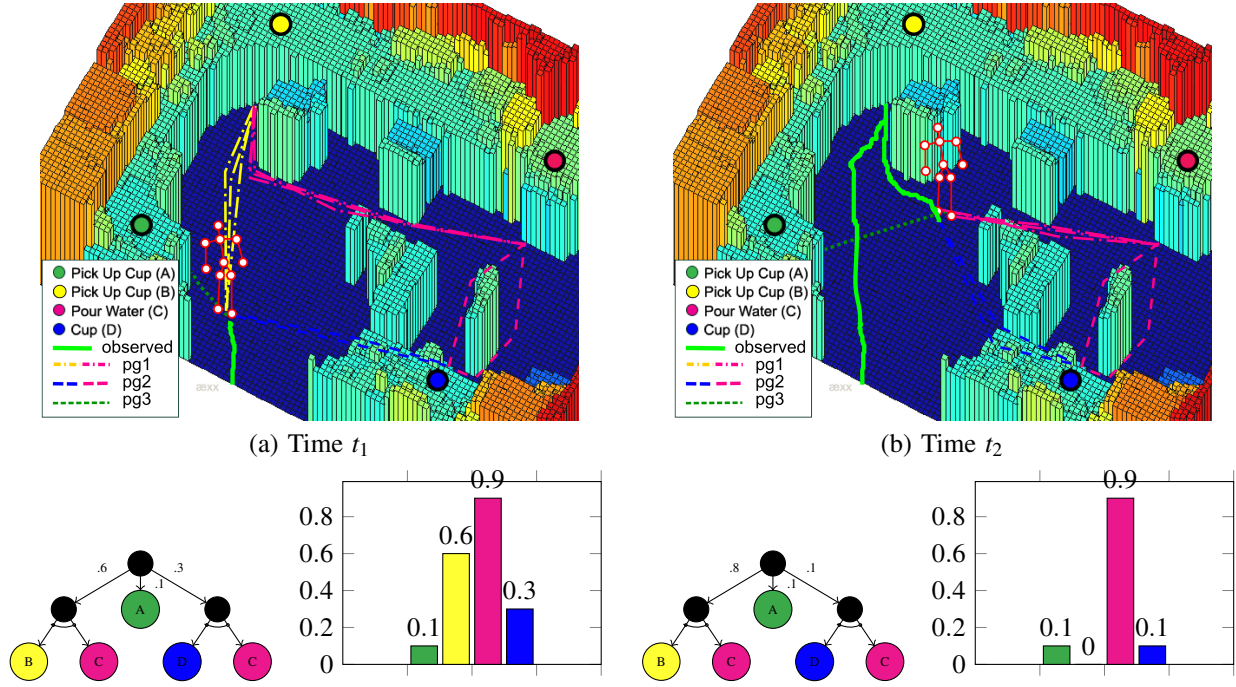 Pick Up Cup (A)
Pick Up Cup (B)
Pour Water (C)
Cup (D)
observed
pg1
pg2
pg3
æxx
(a) Time t1
Pick Up Cup (A)
Pick Up Cup (B)
Pour Water (C)
Cup (D)
observed
pg1
pg2
pg3
æxx
(b) Time t2
.6 .3
.1
A
B C D C
0.8
0.6
0.4
0.2
0
0.1 0.6 0.9 0.3
.8 .1
.1
A
B C D C
0.8
0.6
0.4
0.2
0
0.1 0 0.9 0.1